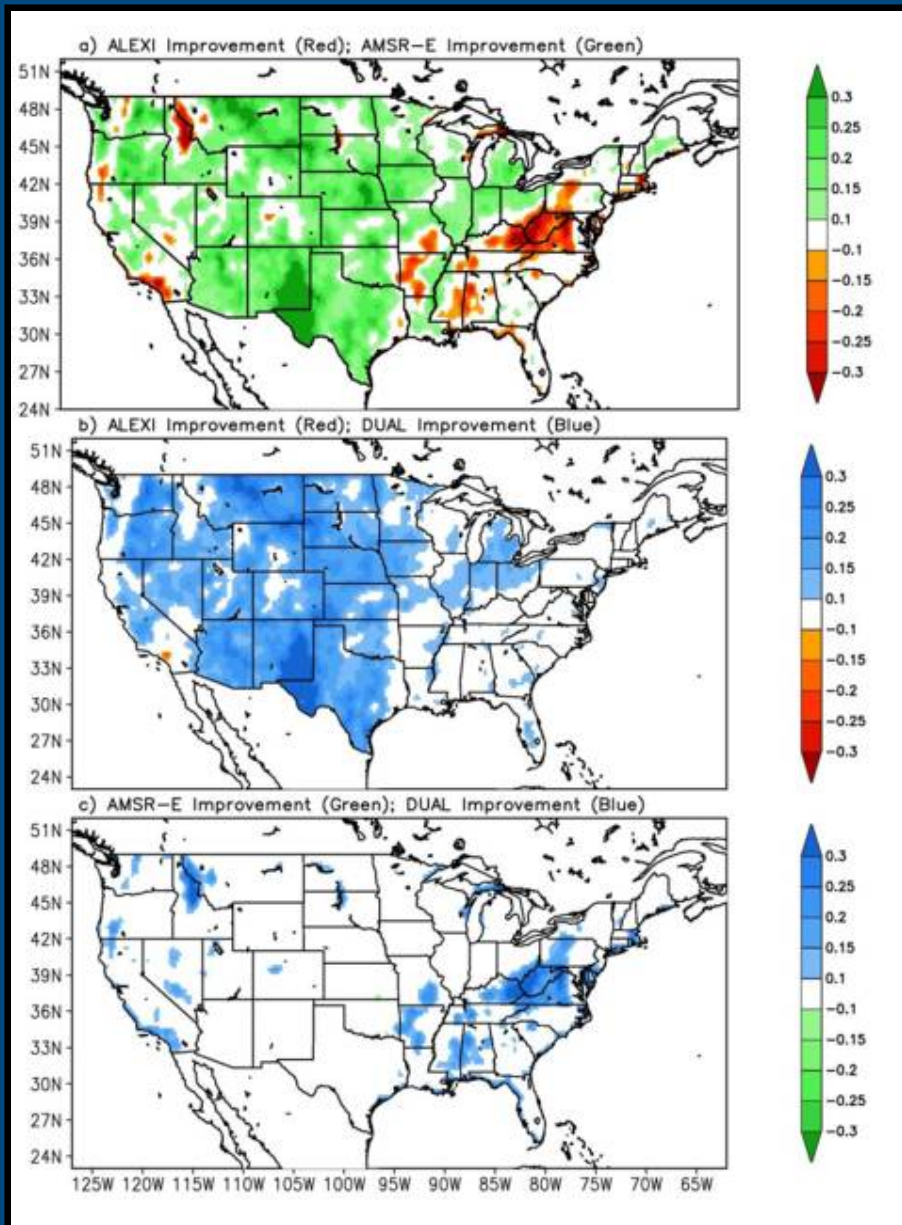 a) ALEXI Improvement (Red); AMSR-E Improvement (Green)
51N
48N
45N
42N
39N
36N
33N
30N
27N
24N
0.3
0.25
0.2
0.15
0.1
-0.1
-0.15
-0.2
-0.25
-0.3
b) ALEXI Improvement (Red); DUAL Improvement (Blue)
51N
48N
45N
42N
39N
36N
33N
30N
27N
24N
0.3
0.25
0.2
0.15
0.1
-0.1
-0.15
-0.2
-0.25
-0.3
c) AMSR-E Improvement (Green); DUAL Improvement (Blue)
51N
48N
45N
42N
39N
36N
33N
30N
27N
24N
125W 120W 115W 110W 105W 100W 95W 90W 85W 80W 75W 70W 65W
0.3
0.25
0.2
0.15
0.1
-0.1
-0.15
-0.2
-0.25
-0.3